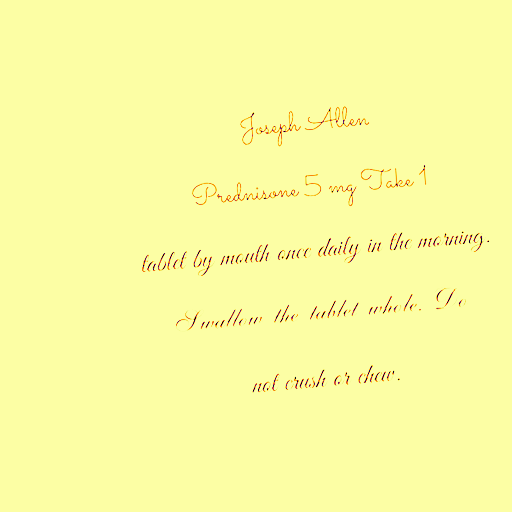 Joseph Allen
Prednisone 5 mg Take 1
tablet by mouth once daily in the morning.
Swallow the tablet whole. Do
not crush or chew.